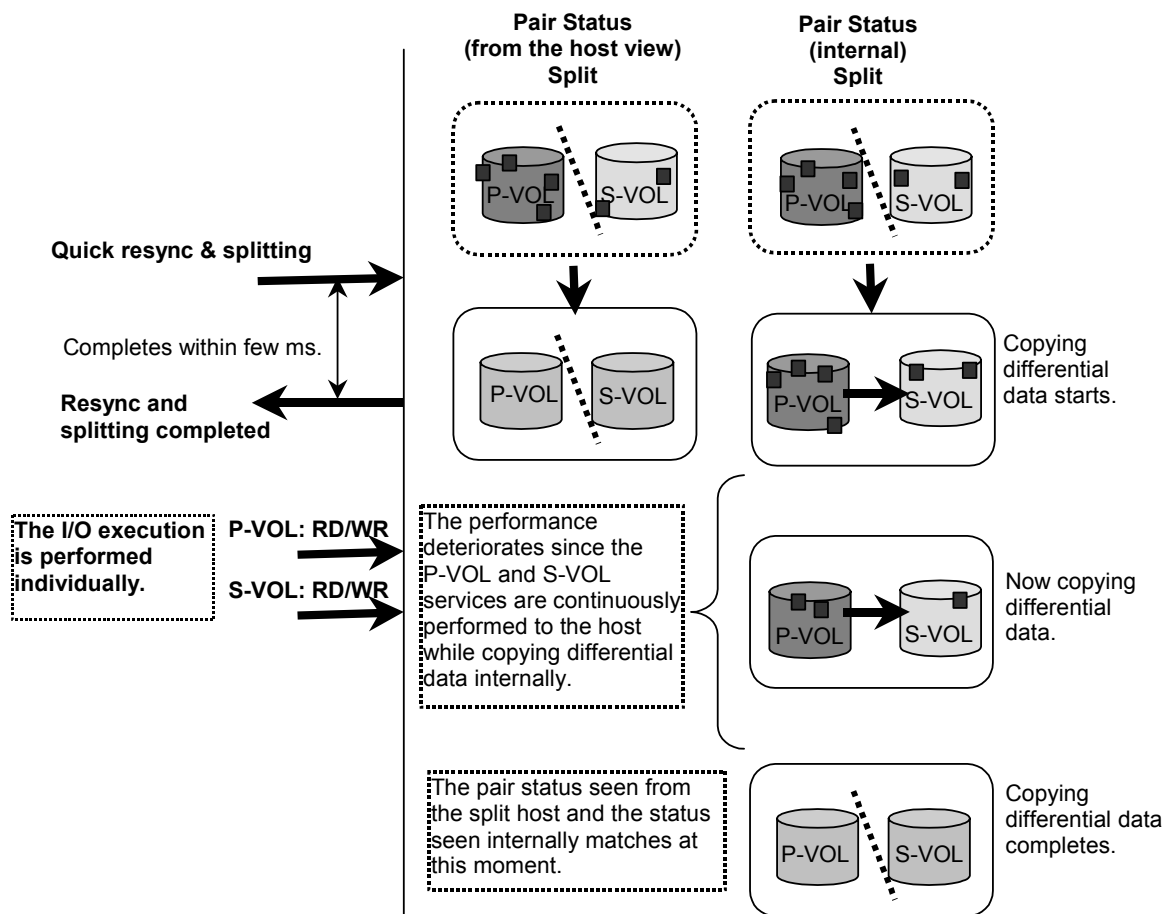 Pair Status
(from the host view)
Split
Pair Status
(internal)
Split
P-VOL
S-VOL
P-VOL
S-VOL
Quick resync & splitting
Completes within few ms.
Resync and
splitting completed
P-VOL
S-VOL
P-VOL
S-VOL
Copying
differential
data starts.
The I/O execution
is performed
individually.
P-VOL: RD/WR
S-VOL: RD/WR
The performance
deteriorates since the
P-VOL and S-VOL
services are continuously
performed to the host
while copying differential
data internally.
P-VOL
S-VOL
Now copying
differential
data.
The pair status seen from
the split host and the status
seen internally matches at
this moment.
P-VOL
S-VOL
Copying
differential data
completes.